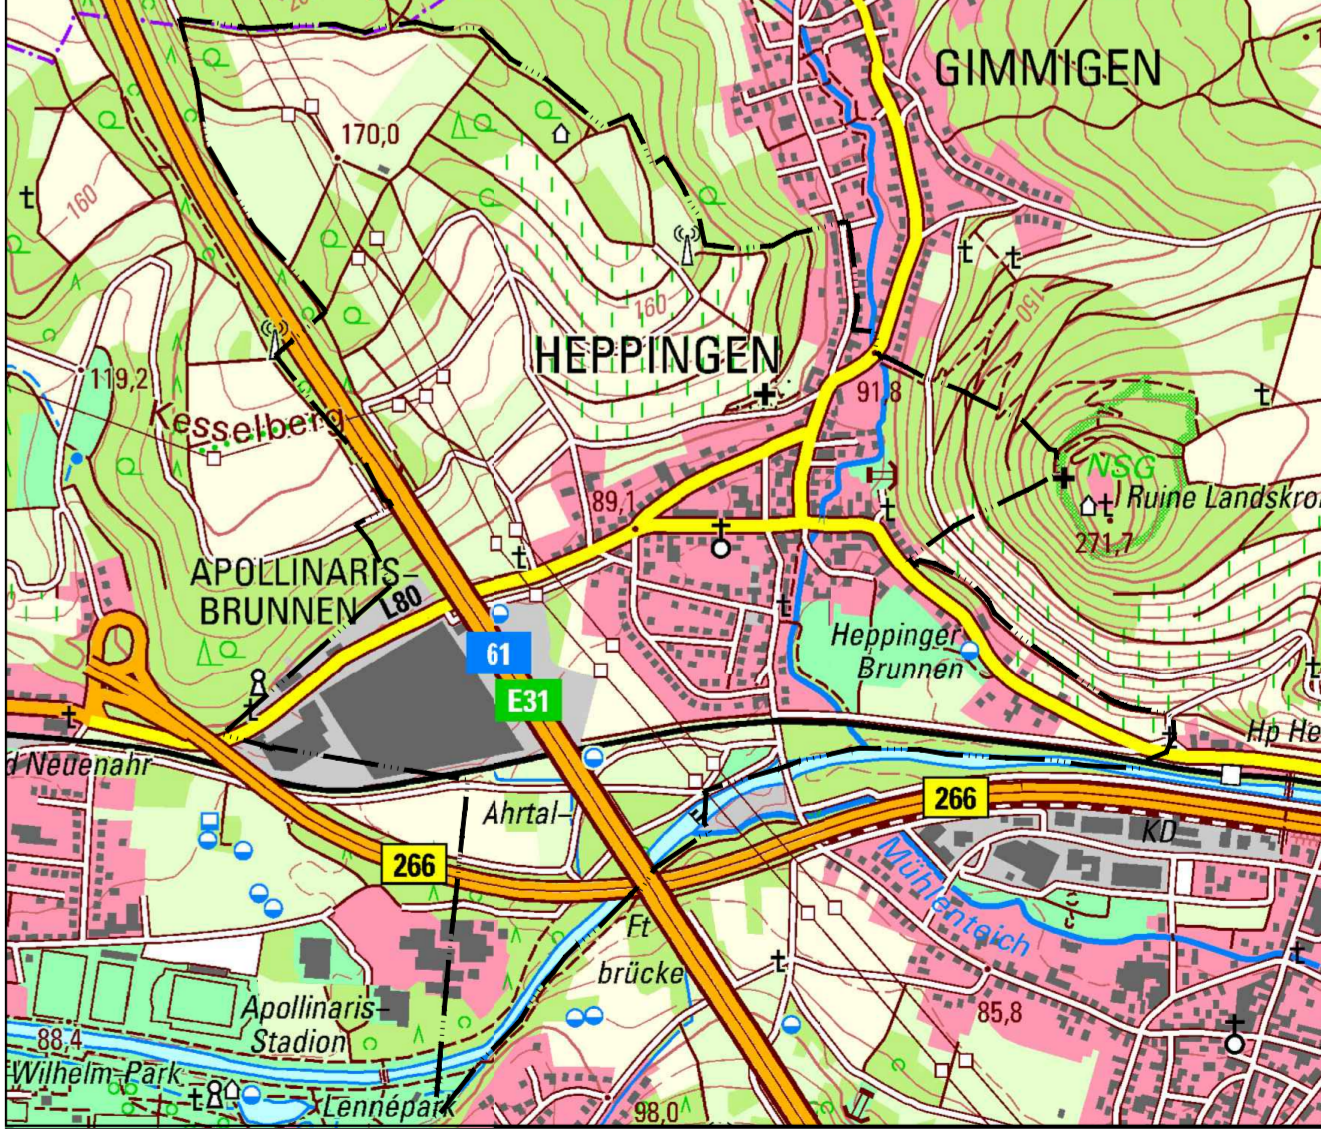 GIMMIGEN
170,0
160
160
150
HEPPINGEN
119,2
Kesselberg
91,8
NSG
Ruine Landskro
89,1
271,7
APOLLINARIS-
BRUNNEN
L80
Heppinger
Brunnen
61
E31
Hp He
d Neuenahr
Ahrtal-
266
266
KD
Mühlenteich
Ft
brücke
Apollinaris-
Stadion
85,8
88,4
Wilhelm-Park
Lennépark
98,0